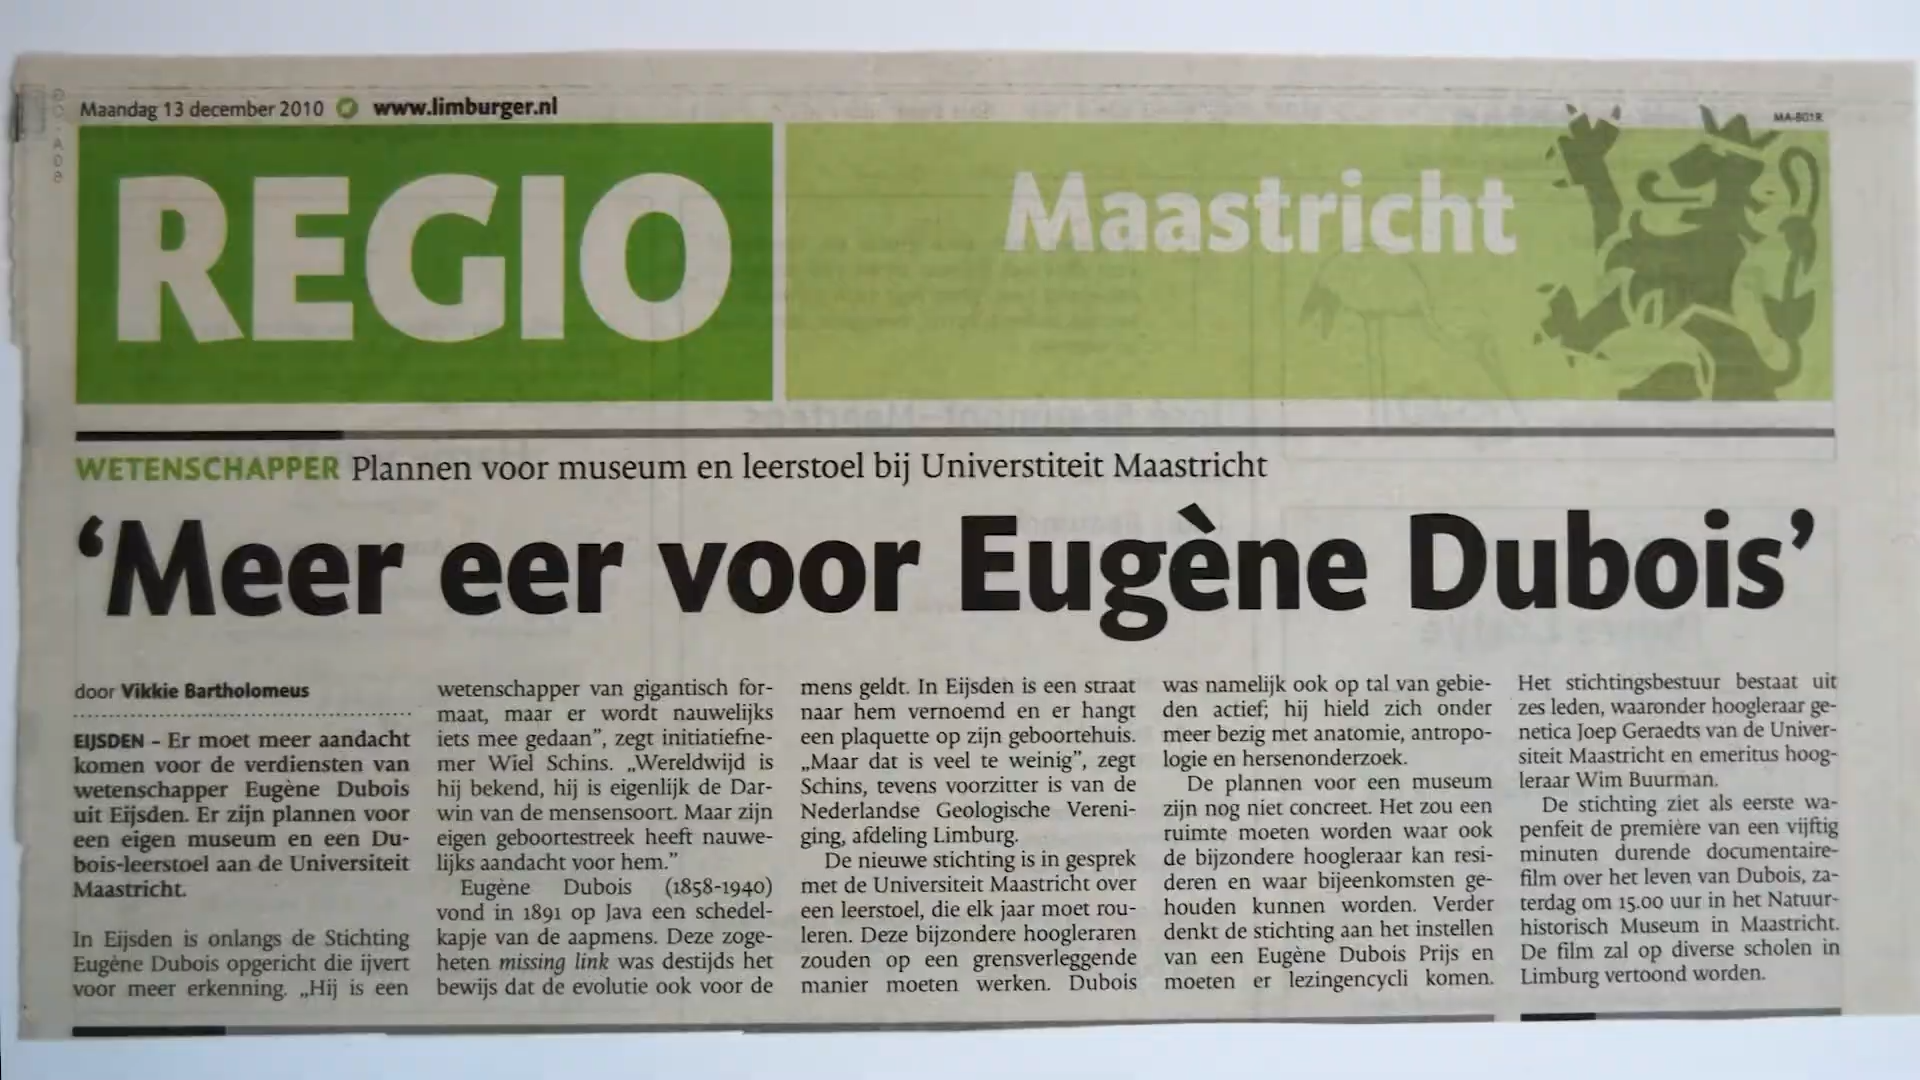 Maandag 13 december 2010 www.limburger.nl
MA-B01R
REGIO
Maastricht
WETENSCHAPPER Plannen voor museum en leerstoel bij Universtiteit Maastricht
‘Meer eer voor Eugène Dubois’
door Vikkie Bartholomeus
EIJSDEN – Er moet meer aandacht
komen voor de verdiensten van
wetenschapper Eugène Dubois
uit Eijsden. Er zijn plannen voor
een eigen museum en een Du-
bois-leerstoel aan de Universiteit
Maastricht.
In Eijsden is onlangs de Stichting
Eugène Dubois opgericht die ijvert
voor meer erkenning. „Hij is een
wetenschapper van gigantisch for-
maat, maar er wordt nauwelijks
iets mee gedaan”, zegt initiatiefne-
mer Wiel Schins. „Wereldwijd is
hij bekend, hij is eigenlijk de Dar-
win van de mensensoort. Maar zijn
eigen geboortestreek heeft nauwe-
lijks aandacht voor hem.”
Eugène Dubois (1858-1940)
vond in 1891 op Java een schedel-
kapje van de aapmens. Deze zoge-
heten missing link was destijds het
bewijs dat de evolutie ook voor de
mens geldt. In Eijsden is een straat
naar hem vernoemd en er hangt
een plaquette op zijn geboortehuis.
„Maar dat is veel te weinig”, zegt
Schins, tevens voorzitter is van de
Nederlandse Geologische Vereni-
ging, afdeling Limburg.
De nieuwe stichting is in gesprek
met de Universiteit Maastricht over
een leerstoel, die elk jaar moet rou-
leren. Deze bijzondere hoogleraren
zouden op een grensverleggende
manier moeten werken. Dubois
was namelijk ook op tal van gebie-
den actief; hij hield zich onder
meer bezig met anatomie, antropo-
logie en hersenonderzoek.
De plannen voor een museum
zijn nog niet concreet. Het zou een
ruimte moeten worden waar ook
de bijzondere hoogleraar kan resi-
deren en waar bijeenkomsten ge-
houden kunnen worden. Verder
denkt de stichting aan het instellen
van een Eugène Dubois Prijs en
moeten er lezingencycli komen.
Het stichtingsbestuur bestaat uit
zes leden, waaronder hoogleraar ge-
netica Joep Geraedts van de Univer-
siteit Maastricht en emeritus hoog-
leraar Wim Buurman.
De stichting ziet als eerste wa-
penfeit de première van een vijftig
minuten durende documentaire-
film over het leven van Dubois, za-
terdag om 15.00 uur in het Natuur-
historisch Museum in Maastricht.
De film zal op diverse scholen in
Limburg vertoond worden.